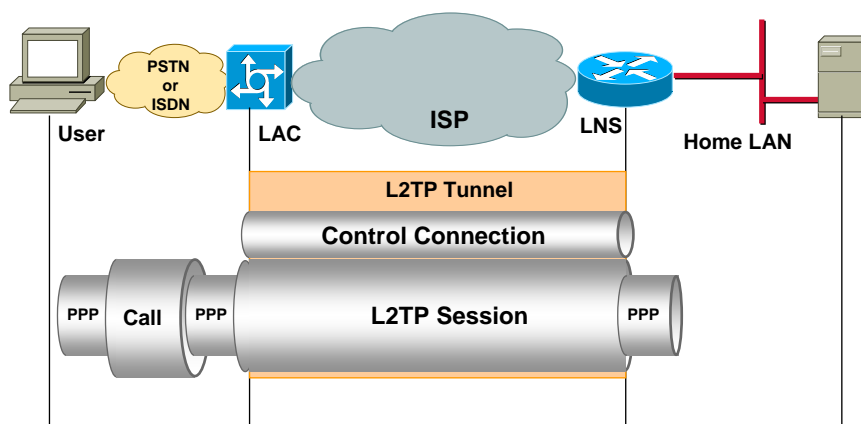 PSTN
or
ISDN
User
LAC
ISP
LNS
Home LAN
L2TP Tunnel
Control Connection
PPP
Call
PPP
L2TP Session
PPP